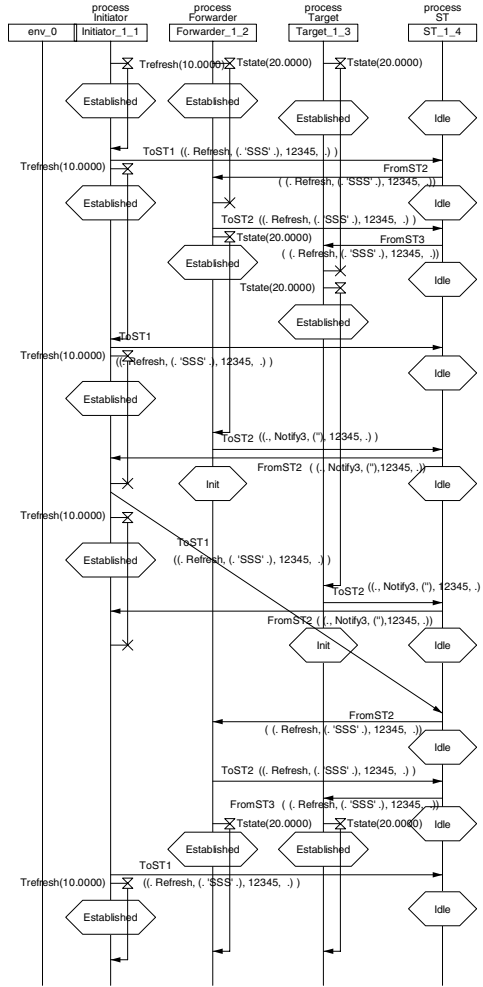 process process process process
Initiator Forwarder Target ST
env_0 Initiator_1_1 Forwarder_1_2 Target_1_3 ST_1_4
Trefresh(10.0000) Tstate(20.0000) Tstate(20.0000)
Established Established Established Idle
ToST1 ((. Refresh, (. 'SSS' .), 12345, .) )
Trefresh(10.0000) FromST2
( (. Refresh, (. 'SSS' .), 12345, .))
Established Idle
ToST2 ((. Refresh, (. 'SSS' .), 12345, .) )
Tstate(20.0000) FromST3
( (. Refresh, (. 'SSS' .), 12345, .))
Established Idle
Tstate(20.0000)
Established
ToST1
Trefresh(10.0000) ((. Refresh, (. 'SSS' .), 12345, .) )
Idle
Established
ToST2 ((., Notify3, (''), 12345, .) )
FromST2 ( (., Notify3, (''),12345, .))
Init Idle
Trefresh(10.0000)
ToST1
Established ((. Refresh, (. 'SSS' .), 12345, .) ) Idle
ToST2 ((., Notify3, (''), 12345, .)
FromST2 ( (., Notify3, (''),12345, .))
Init Idle
FromST2
( (. Refresh, (. 'SSS' .), 12345, .))
Idle
ToST2 ((. Refresh, (. 'SSS' .), 12345, .) )
FromST3 ( (. Refresh, (. 'SSS' .), 12345, .))
Tstate(20.0000) Tstate(20.0000) Idle
Established Established
ToST1
Trefresh(10.0000) ((. Refresh, (. 'SSS' .), 12345, .) )
Established Idle